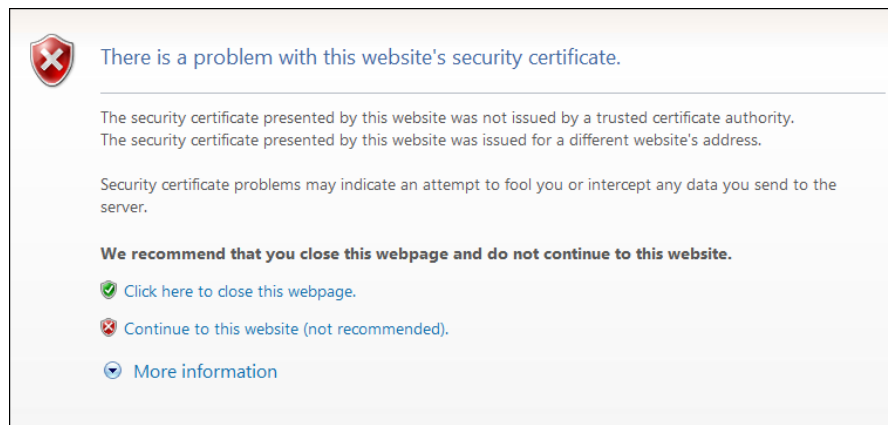 There is a problem with this website's security certificate.
The security certificate presented by this website was not issued by a trusted certificate authority.
The security certificate presented by this website was issued for a different website's address.
Security certificate problems may indicate an attempt to fool you or intercept any data you send to the
server.
We recommend that you close this webpage and do not continue to this website.
Click here to close this webpage.
Continue to this website (not recommended).
More information